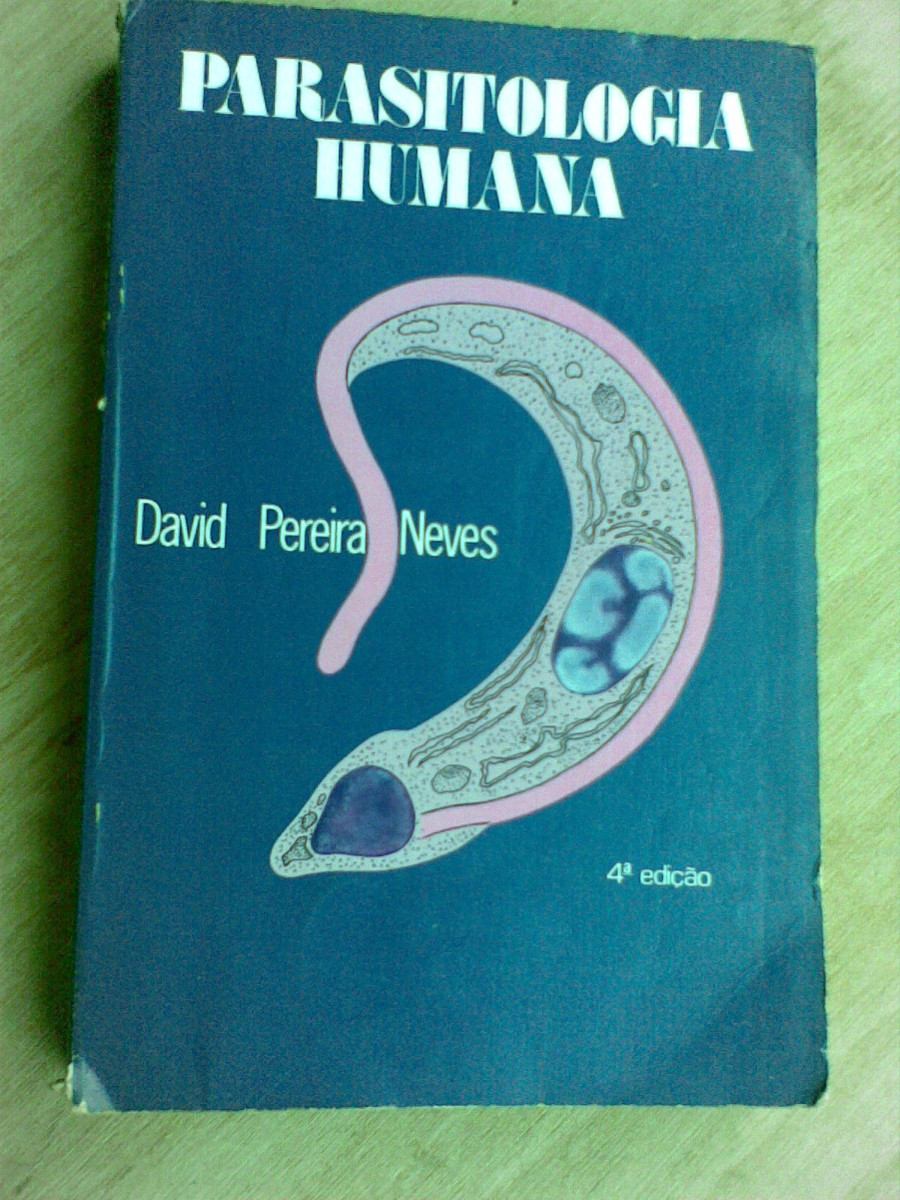 PARASITOLOGIA
HUMANA
David Pereira Neves
4ª edição